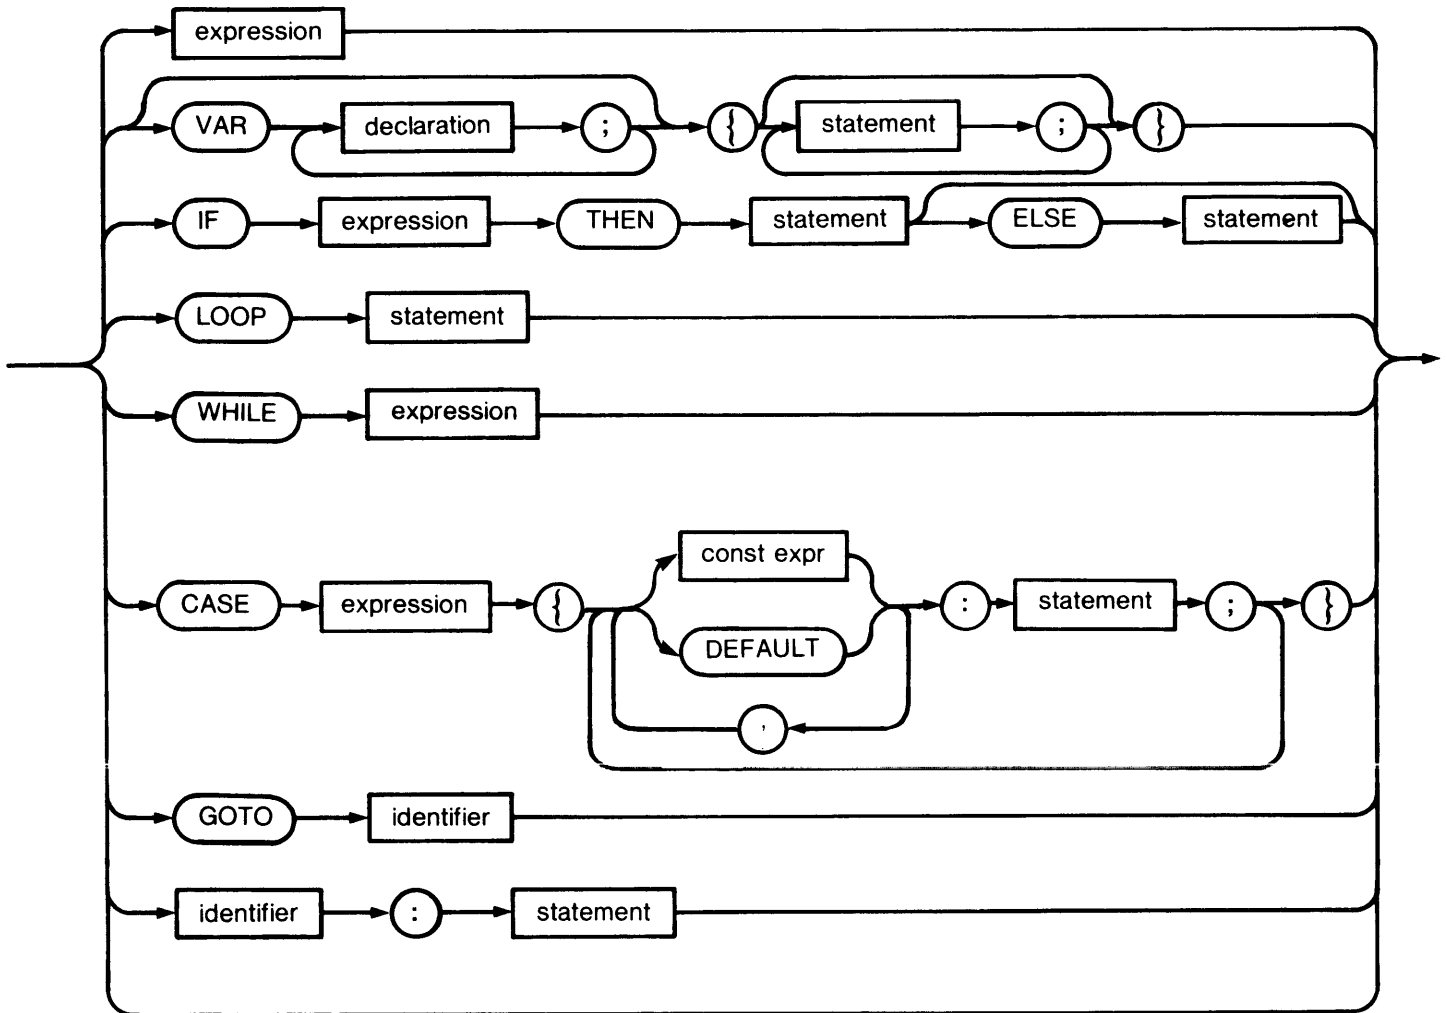 expression
VAR declaration ; { statement ; }
IF expression THEN statement ELSE statement
LOOP statement
WHILE expression
const expr
CASE expression { : statement ; }
DEFAULT
,
GOTO identifier
identifier : statement